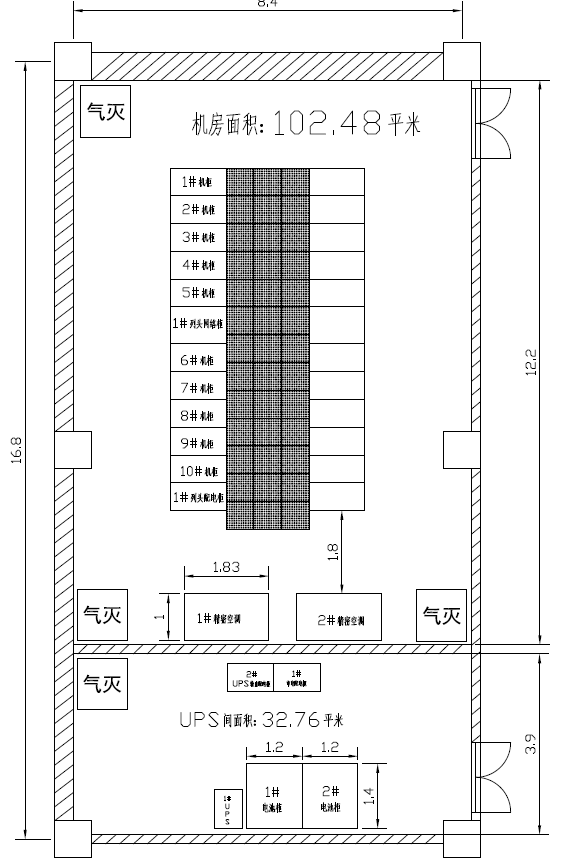 8.4
气灭
机房面积:102.48平米
1#机柜
2#机柜
3#机柜
4#机柜
5#机柜
1#列头网络柜
6#机柜
7#机柜
8#机柜
9#机柜
10#机柜
1#列头配电柜
12.2
16.8
1.8
1.83
气灭
1
1#精密空调
2#精密空调
气灭
气灭
2#
UPS
1#
UPS间面积:32.76平米
3.9
1.2
1.2
1#
电池柜
2#
电池柜
1.4
1#
UPS